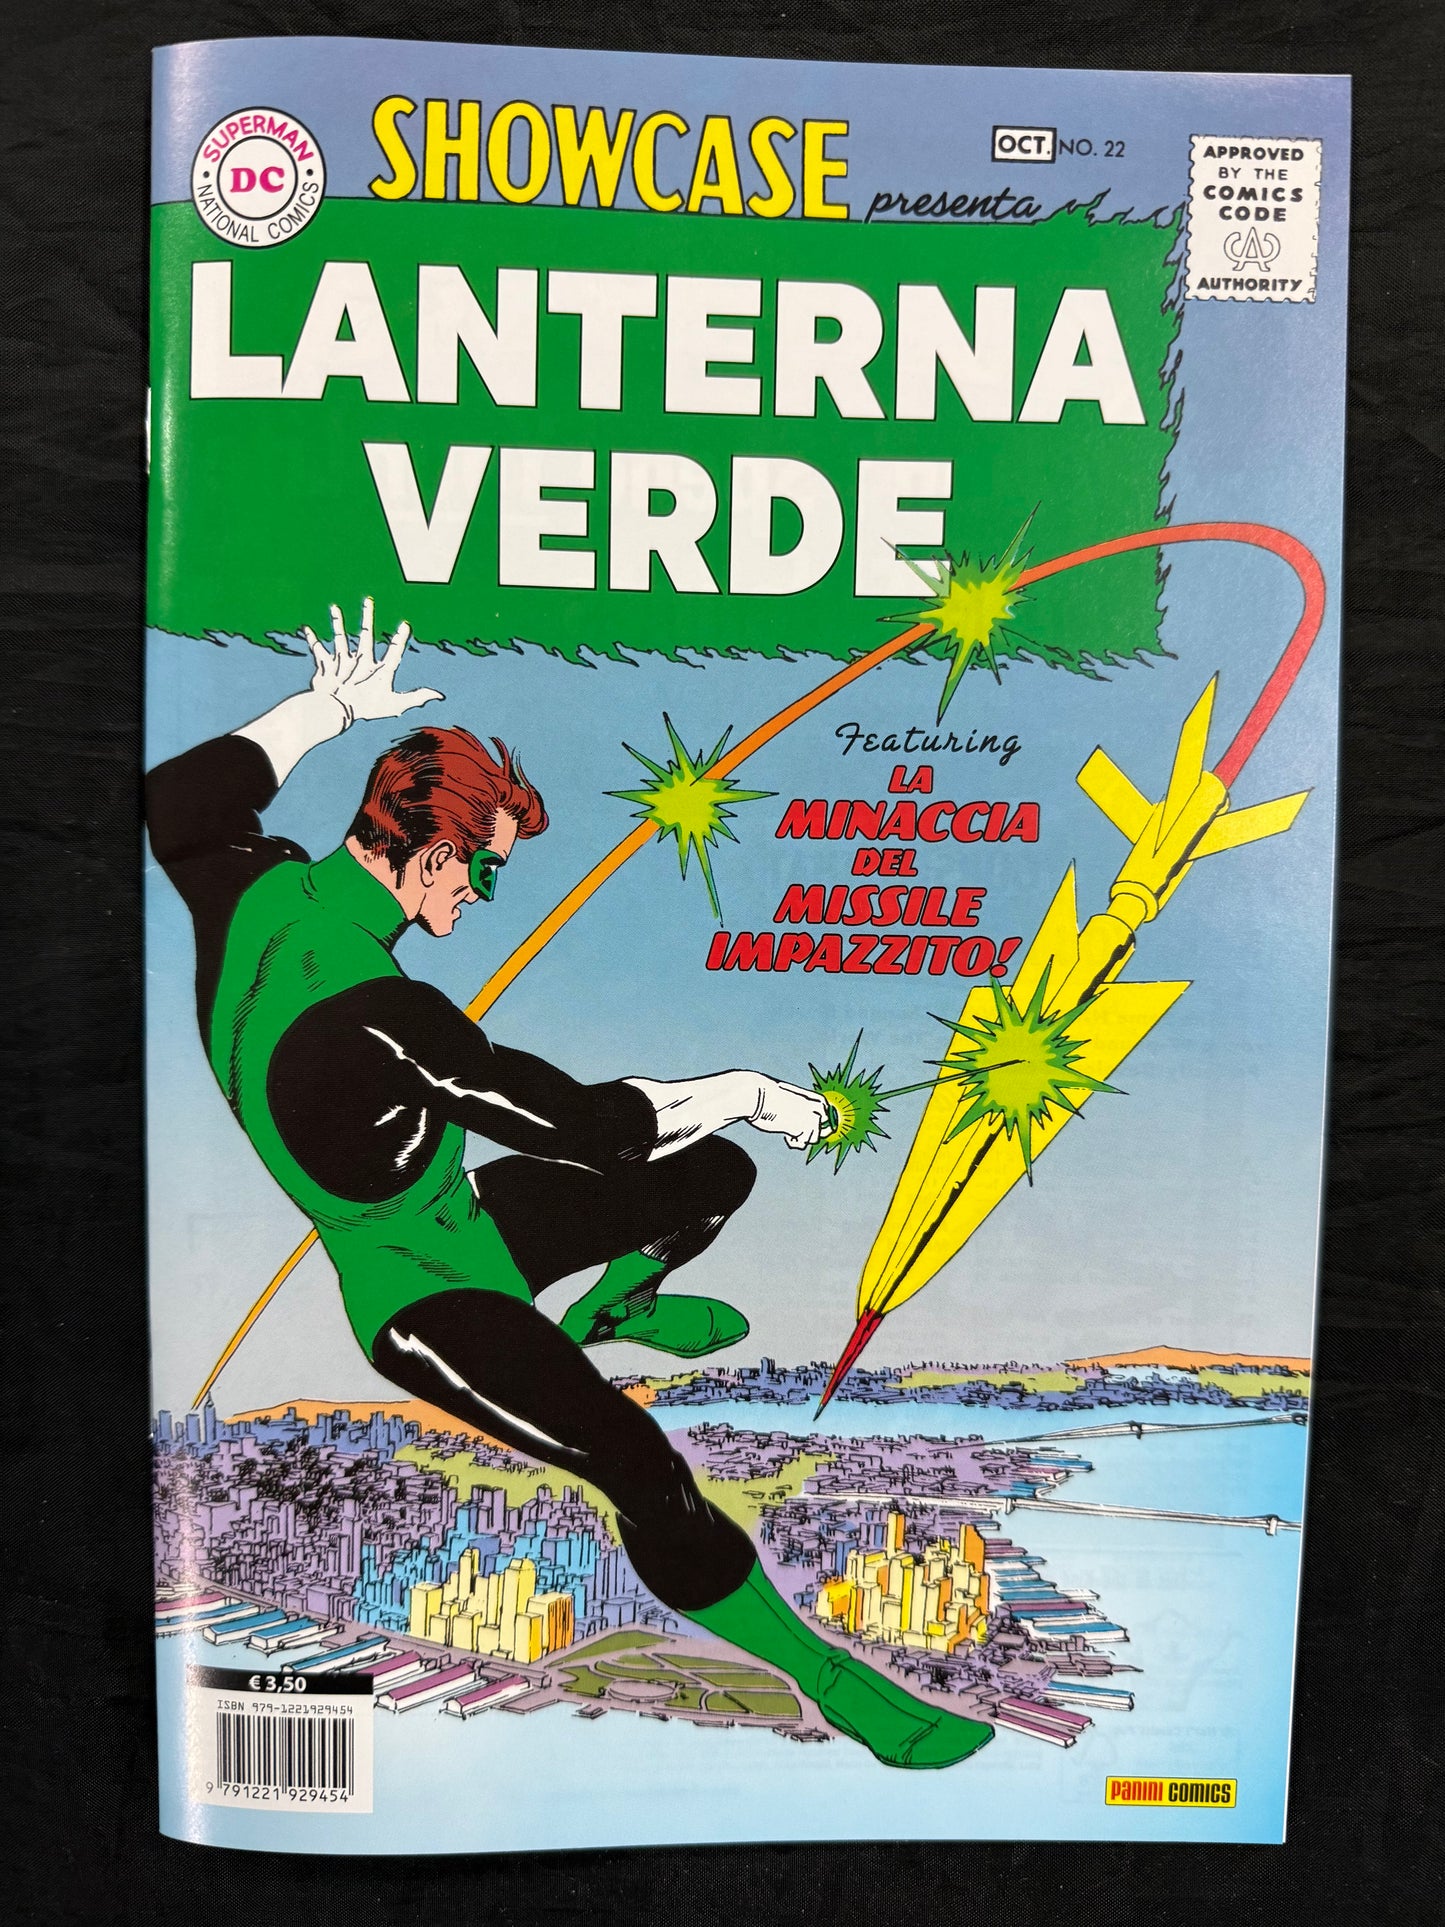 SUPERMAN
DC
NATIONAL COMICS
SHOWCASE presenta
OCT. NO. 22
APPROVED
BY THE
COMICS
CODE
CA
AUTHORITY
LANTERNA
VERDE
Featuring
LA
MINACCIA
DEL
MISSILE
IMPAZZITO!
€ 3,50
ISBN 979-1221929454
9 791221 929454
PANINI COMICS